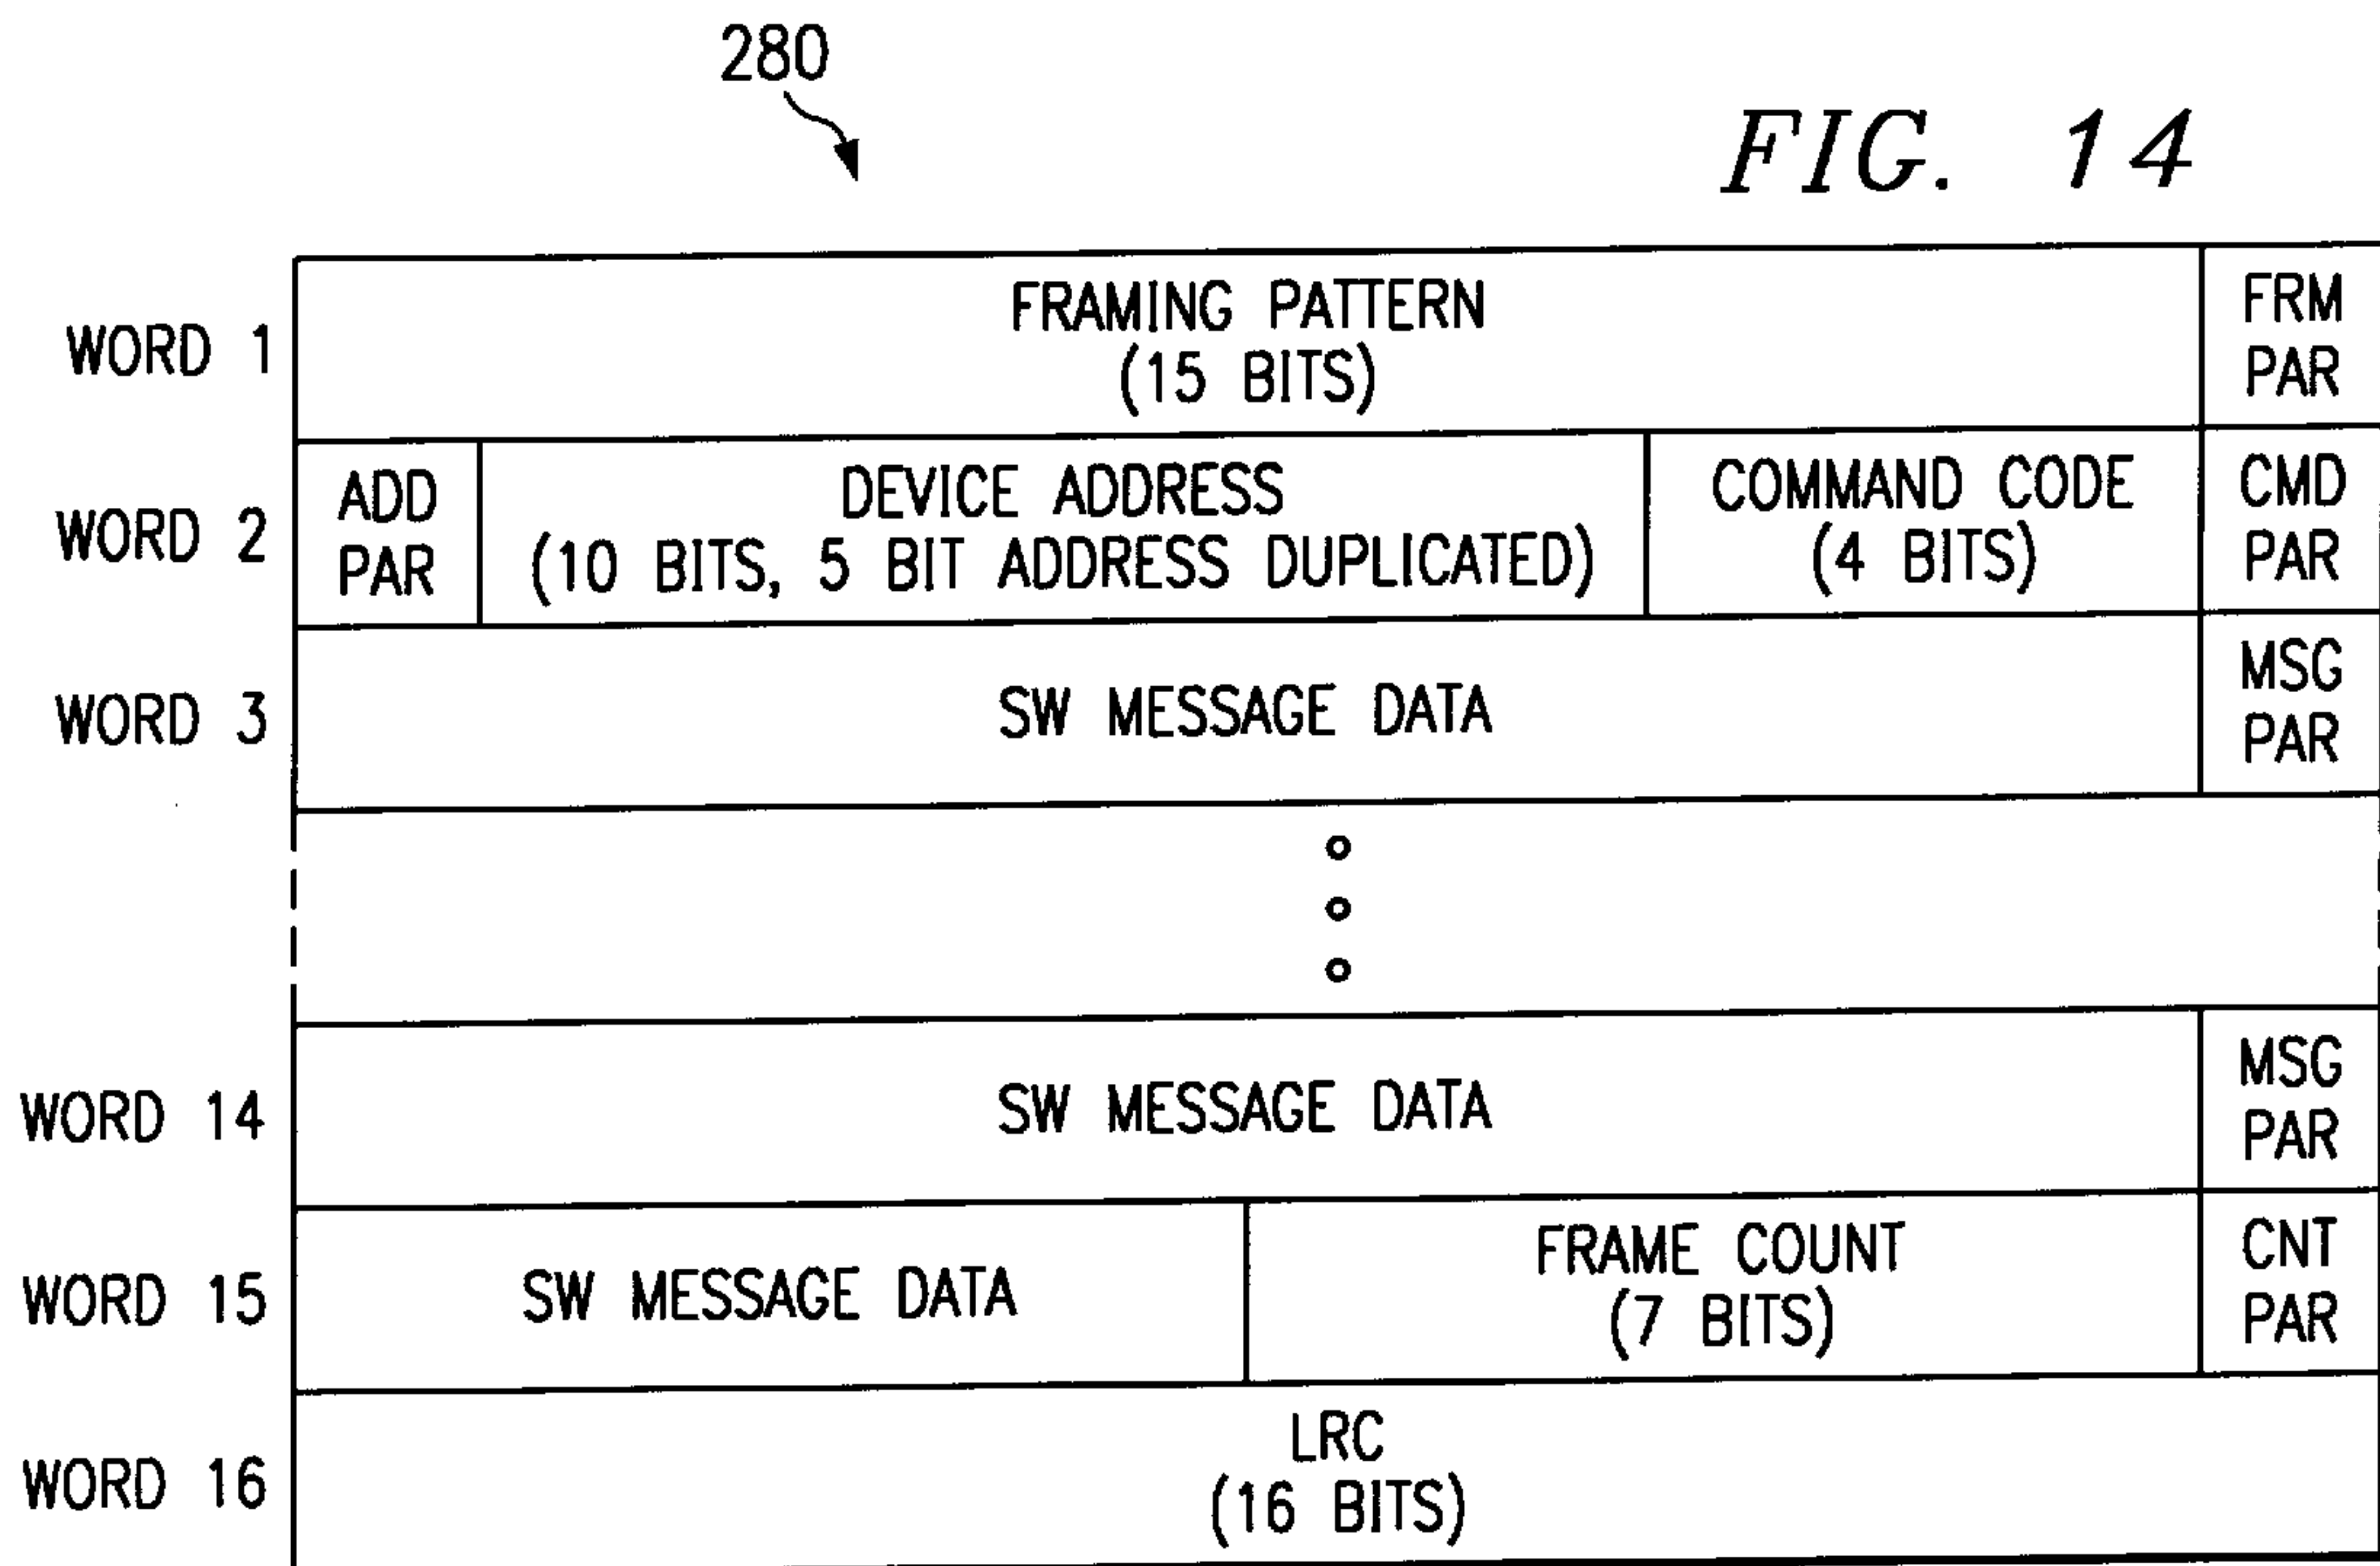 280
FIG. 14
WORD 1
FRAMING PATTERN
(15 BITS)
FRM
PAR
WORD 2
ADD
PAR
DEVICE ADDRESS
(10 BITS, 5 BIT ADDRESS DUPLICATED)
COMMAND CODE
(4 BITS)
CMD
PAR
WORD 3
SW MESSAGE DATA
MSG
PAR
WORD 14
SW MESSAGE DATA
MSG
PAR
WORD 15
SW MESSAGE DATA
FRAME COUNT
(7 BITS)
CNT
PAR
WORD 16
LRC
(16 BITS)